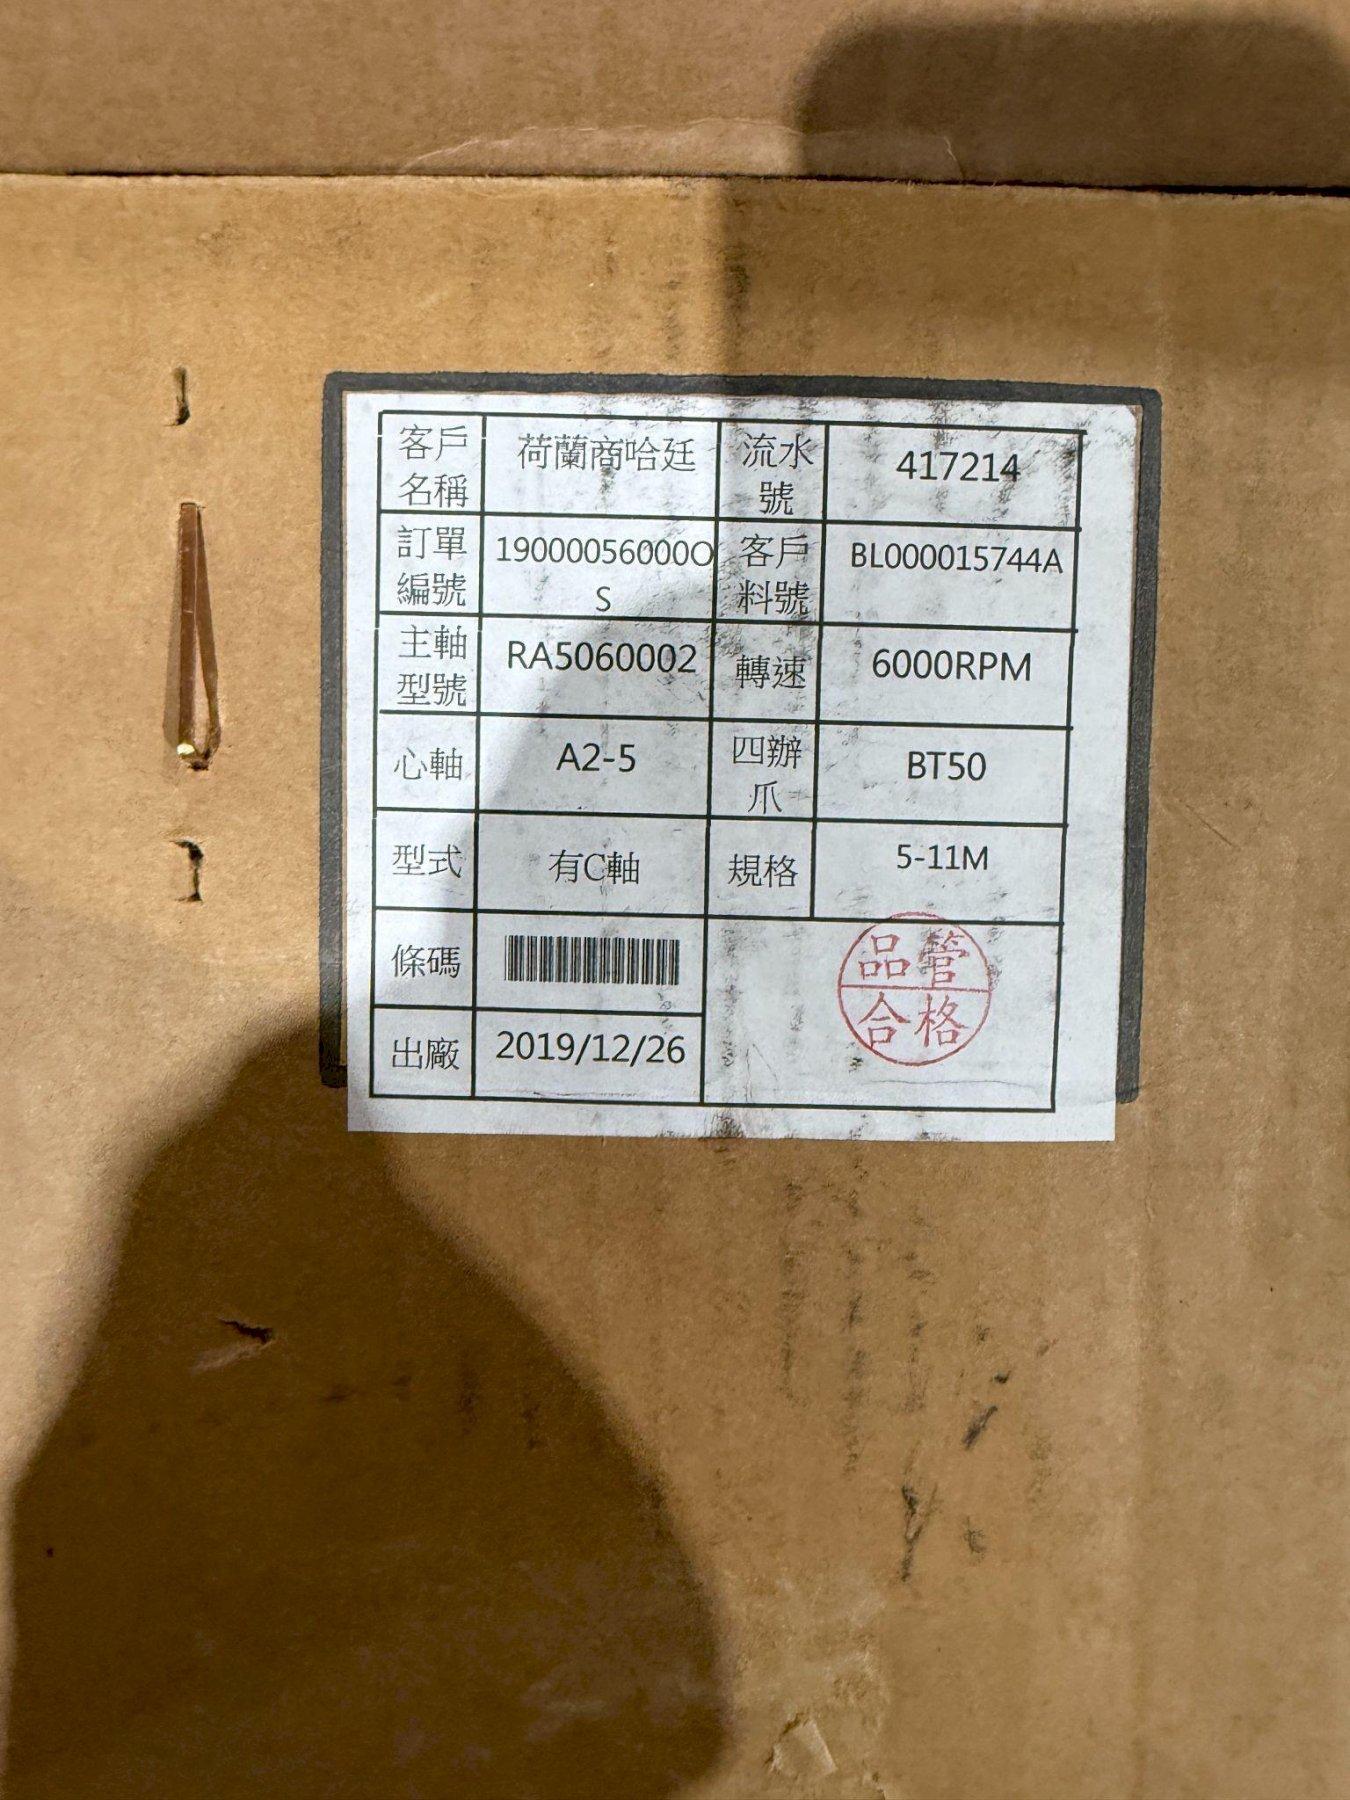 客戶名稱 荷蘭商哈廷 流水號 417214
訂單編號 19000056000OS 客戶料號 BL000015744A
主軸型號 RA5060002 轉速 6000RPM
心軸 A2-5 四辦爪 BT50
型式 有C軸 規格 5-11M
條碼
出廠 2019/12/26
品管
合格